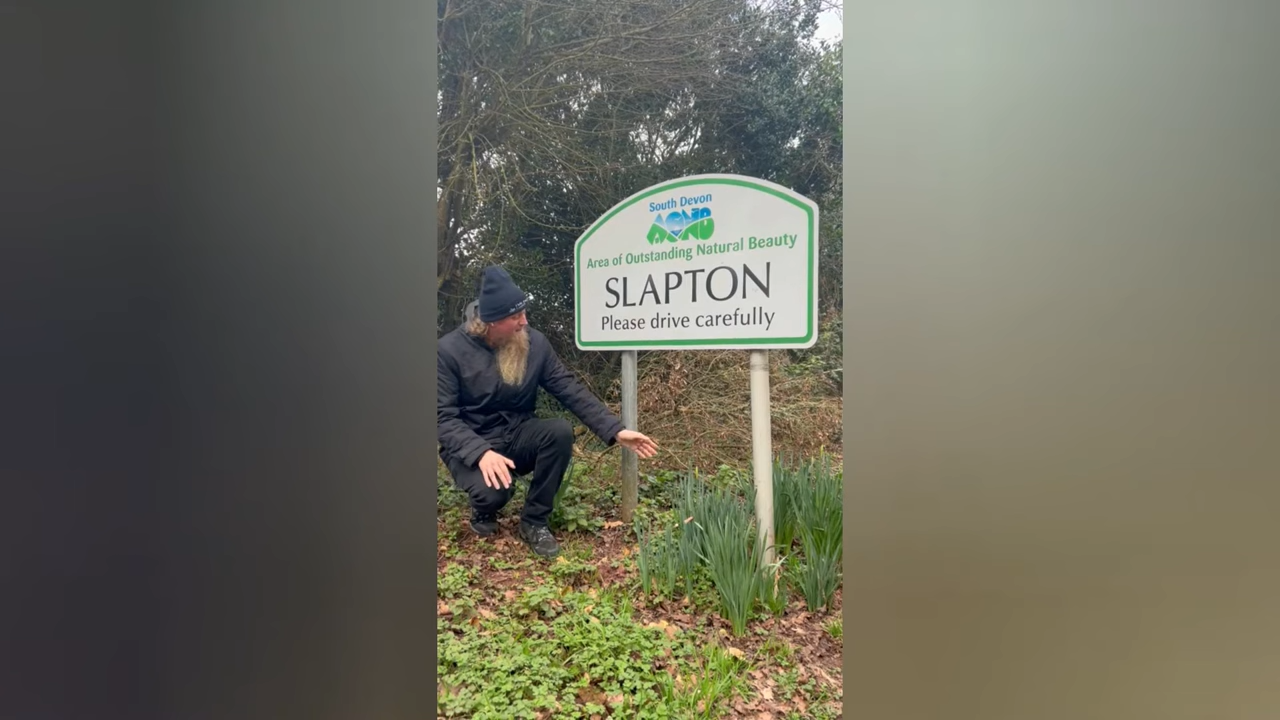 South Devon
AONB
Area of Outstanding Natural Beauty
SLAPTON
Please drive carefully